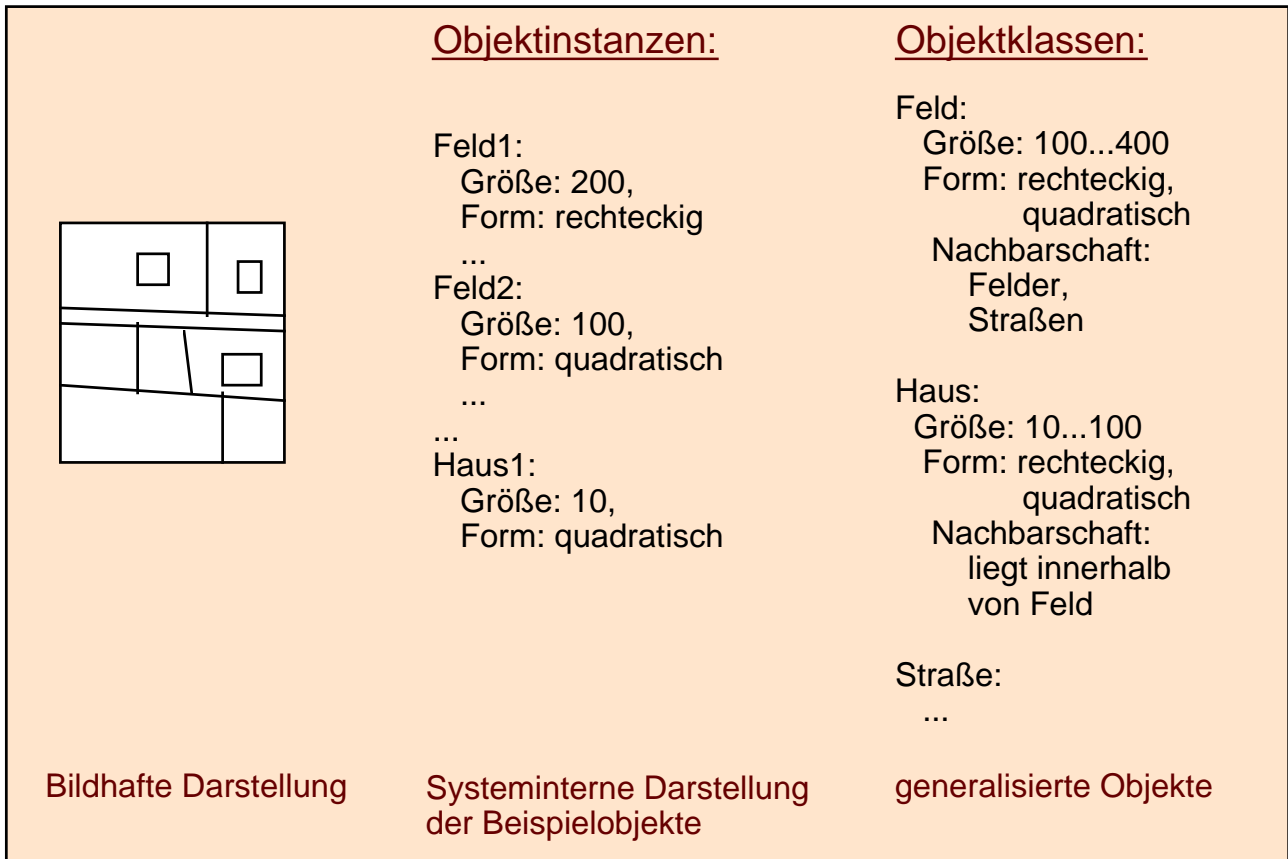 Objektinstanzen:
Feld1:
Größe: 200,
Form: rechteckig
...
Feld2:
Größe: 100,
Form: quadratisch
...
...
Haus1:
Größe: 10,
Form: quadratisch
Objektklassen:
Feld:
Größe: 100...400
Form: rechteckig,
quadratisch
Nachbarschaft:
Felder,
Straßen
Haus:
Größe: 10...100
Form: rechteckig,
quadratisch
Nachbarschaft:
liegt innerhalb
von Feld
Straße:
...
Bildhafte Darstellung
Systeminterne Darstellung
der Beispielobjekte
generalisierte Objekte